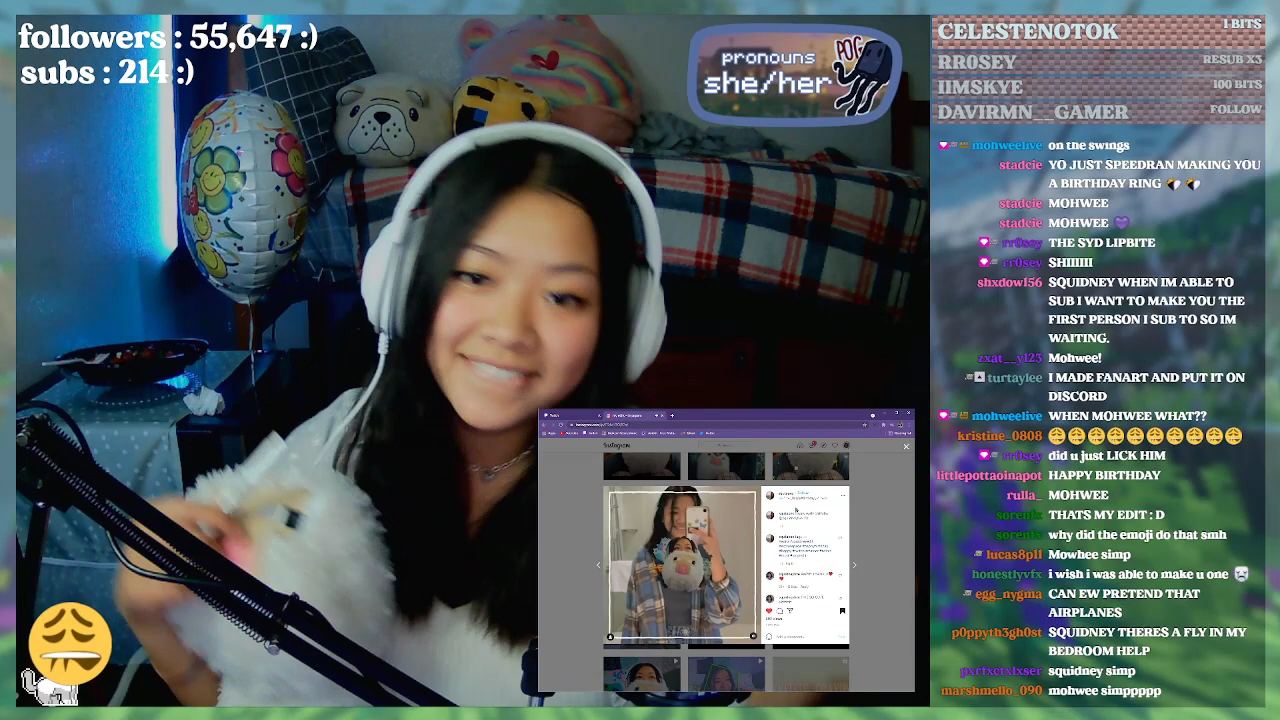 followers : 55,647 :)
subs : 214 :)
pronouns
she/her
POG
CELESTENOTOK 1 BITS
RR0SEY RESUB X3
IIMSKYE 100 BITS
DAVIRMN__GAMER FOLLOW
mohweelive on the swings
stadcie YO JUST SPEEDRAN MAKING YOU
A BIRTHDAY RING
stadcie MOHWEE
stadcie MOHWEE 💜
rr0sey THE SYD LIPBITE
rr0sey SHIIIIII
shxdow156 SQUIDNEY WHEN IM ABLE TO
SUB I WANT TO MAKE YOU THE
FIRST PERSON I SUB TO SO IM
WAITING.
zxat__y123 Mohwee!
turtaylee I MADE FANART AND PUT IT ON
DISCORD
mohweelive WHEN MOHWEE WHAT??
kristine_0808 😩😩😩😩😩😩😩😩😩😩
rr0sey did u just LICK HIM
littlepottaoinapot HAPPY BIRTHDAY
rulla_ MOHWEE
sorenfx THATS MY EDIT ; D
sorenfx why did the emoji do that smh
lucas8p11 Mowhee simp
honestlyvfx i wish i was able to make u one
egg_nygma CAN EW PRETEND THAT
AIRPLANES
p0ppyth3gh0st SQUIDNEY THERES A FLY IN MY
BEDROOM HELP
pxrfxctxlxser squidney simp
marshmello_090 mohwee simppppp
Instagram